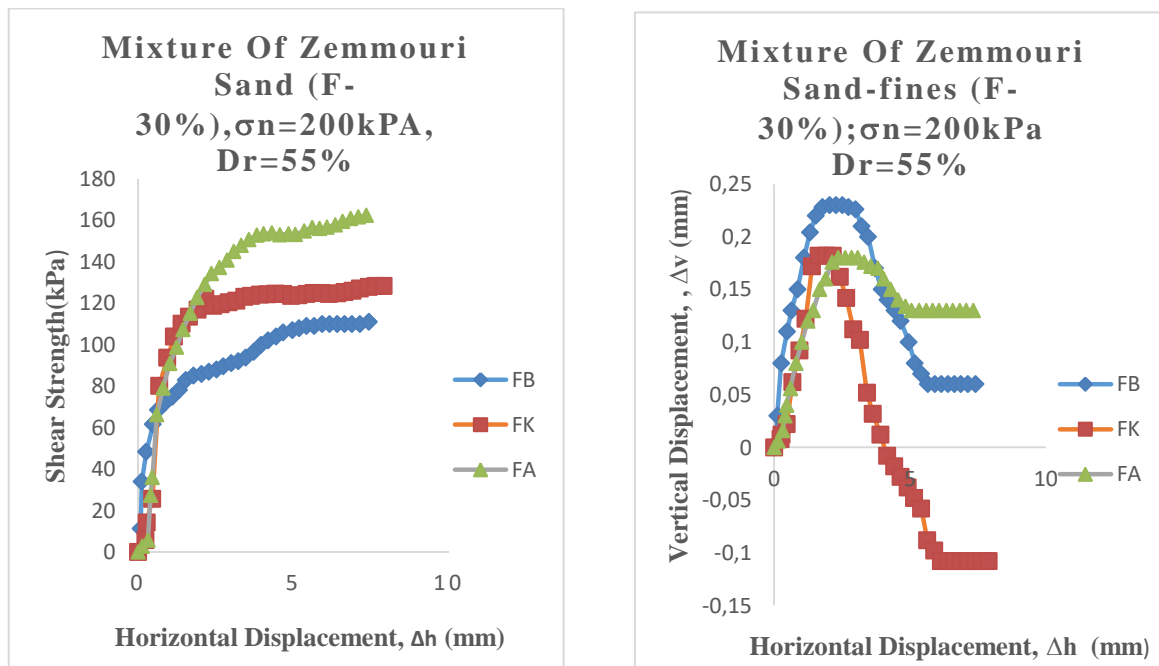 Mixture Of Zemmouri
Sand (F-
30%),σn=200kPA,
Dr=55%
180
160
140
120
100
80
60
40
20
0
0
5
10
Shear Strength(kPa)
Horizontal Displacement, Δh (mm)
FB
FK
FA
Mixture Of Zemmouri
Sand-fines (F-
30%);σn=200kPa
Dr=55%
0,25
0,2
0,15
0,1
0,05
0
-0,05
-0,1
-0,15
0
5
10
Vertical Displacement, , Δv (mm)
Horizontal Displacement, Δh (mm)
FB
FK
FA